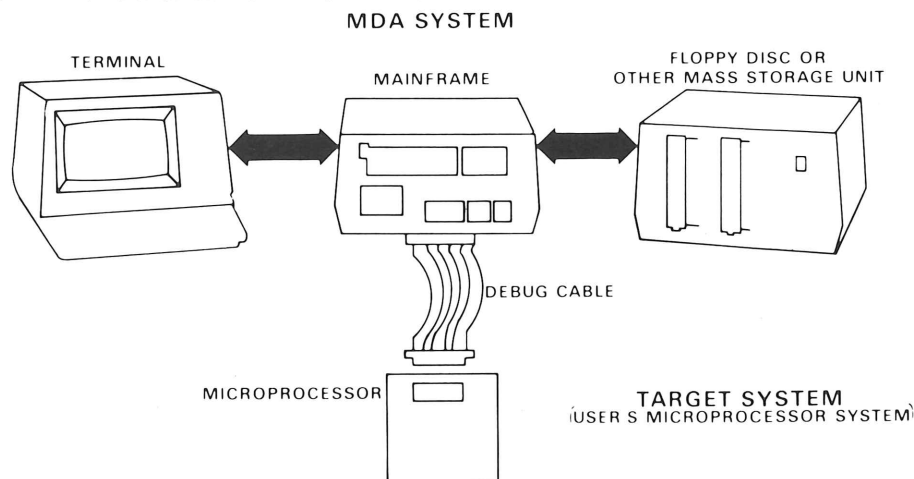 MDA SYSTEM
TERMINAL
MAINFRAME
FLOPPY DISC OR
OTHER MASS STORAGE UNIT
DEBUG CABLE
MICROPROCESSOR
TARGET SYSTEM
(USER S MICROPROCESSOR SYSTEM)